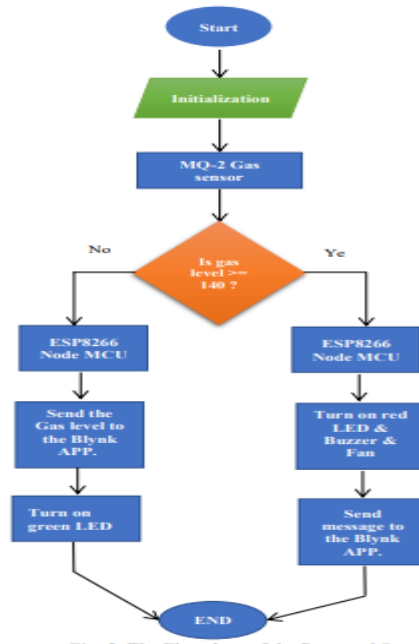 Start
Initialization
MQ-2 Gas
sensor
Is gas
level >=
140 ?
No
Ye
ESP8266
Node MCU
Send the
Gas level to
the Blynk
APP.
Turn on
green LED
ESP8266
Node MCU
Turn on red
LED &
Buzzer &
Fan
Send
message to
the Blynk
APP.
END